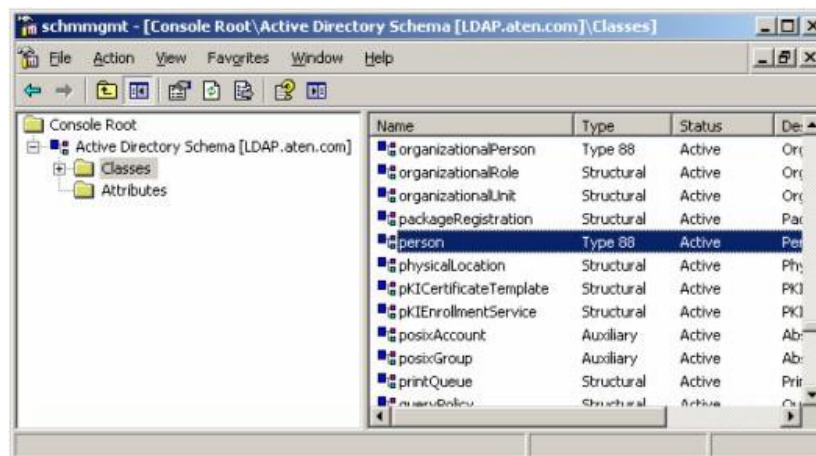 schmmgmt - [Console Root\Active Directory Schema [LDAP.aten.com]\Classes]
File Action View Favorites Window Help
Console Root
Active Directory Schema [LDAP.aten.com]
Classes
Attributes
Name Type Status
organizationalPerson Type 88 Active
organizationalRole Structural Active
organizationalUnit Structural Active
packageRegistration Structural Active
person Type 88 Active
physicalLocation Structural Active
pKICertificateTemplate Structural Active
pKIEnrollmentService Structural Active
posixAccount Auxiliary Active
posixGroup Auxiliary Active
printQueue Structural Active
queryPolicy Structural Active